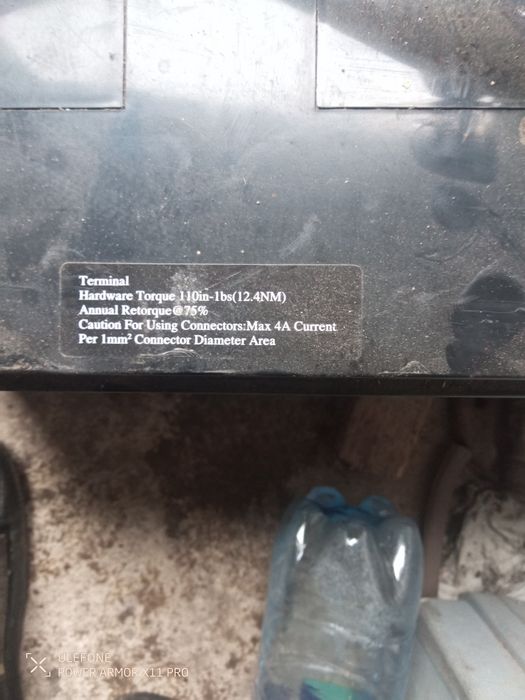 Terminal
Hardware Torque 110in-1bs(12.4NM)
Annual Retorque@75%
Caution For Using Connectors:Max 4A Current
Per 1mm² Connector Diameter Area
ULEFONE
POWER ARMOR X11 PRO